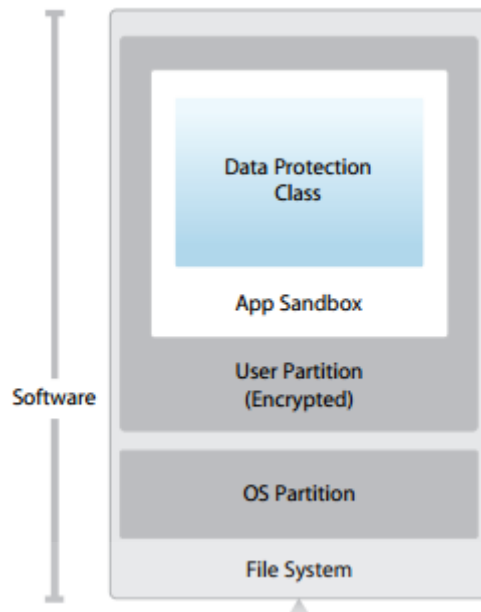 Data Protection
Class
App Sandbox
User Partition
(Encrypted)
Software
OS Partition
File System